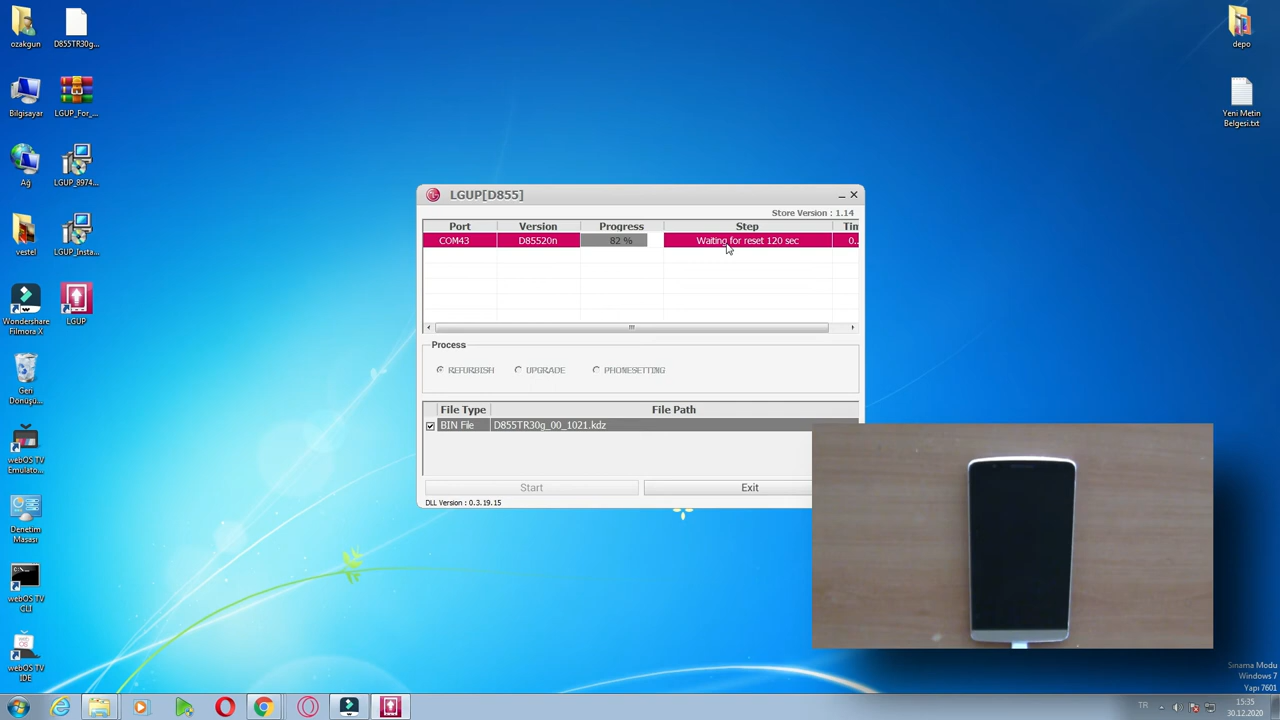 ozakgun
D855TR30g...
Bilgisayar
LGUP_For_...
Ağ
LGUP_8974...
vestel
LGUP_Insta...
Wondershare
Filmora X
LGUP
Geri
Dönüşü...
webOS TV
Emulato...
Denetim
Masası
webOS TV
CLI
webOS TV
IDE
depo
Yeni Metin
Belgesi.txt
LGUP[D855]
Store Version : 1.14
Port Version Progress Step Tim
COM43 D85520n 82 % Waiting for reset 120 sec 0..
Process
REFURBISH UPGRADE PHONESETTING
File Type File Path
BIN File D855TR30g_00_1021.kdz
Start Exit
DLL Version : 0.3.19.15
Sınama Modu
Windows 7
Yapı 7601
TR
15:35
30.12.2020